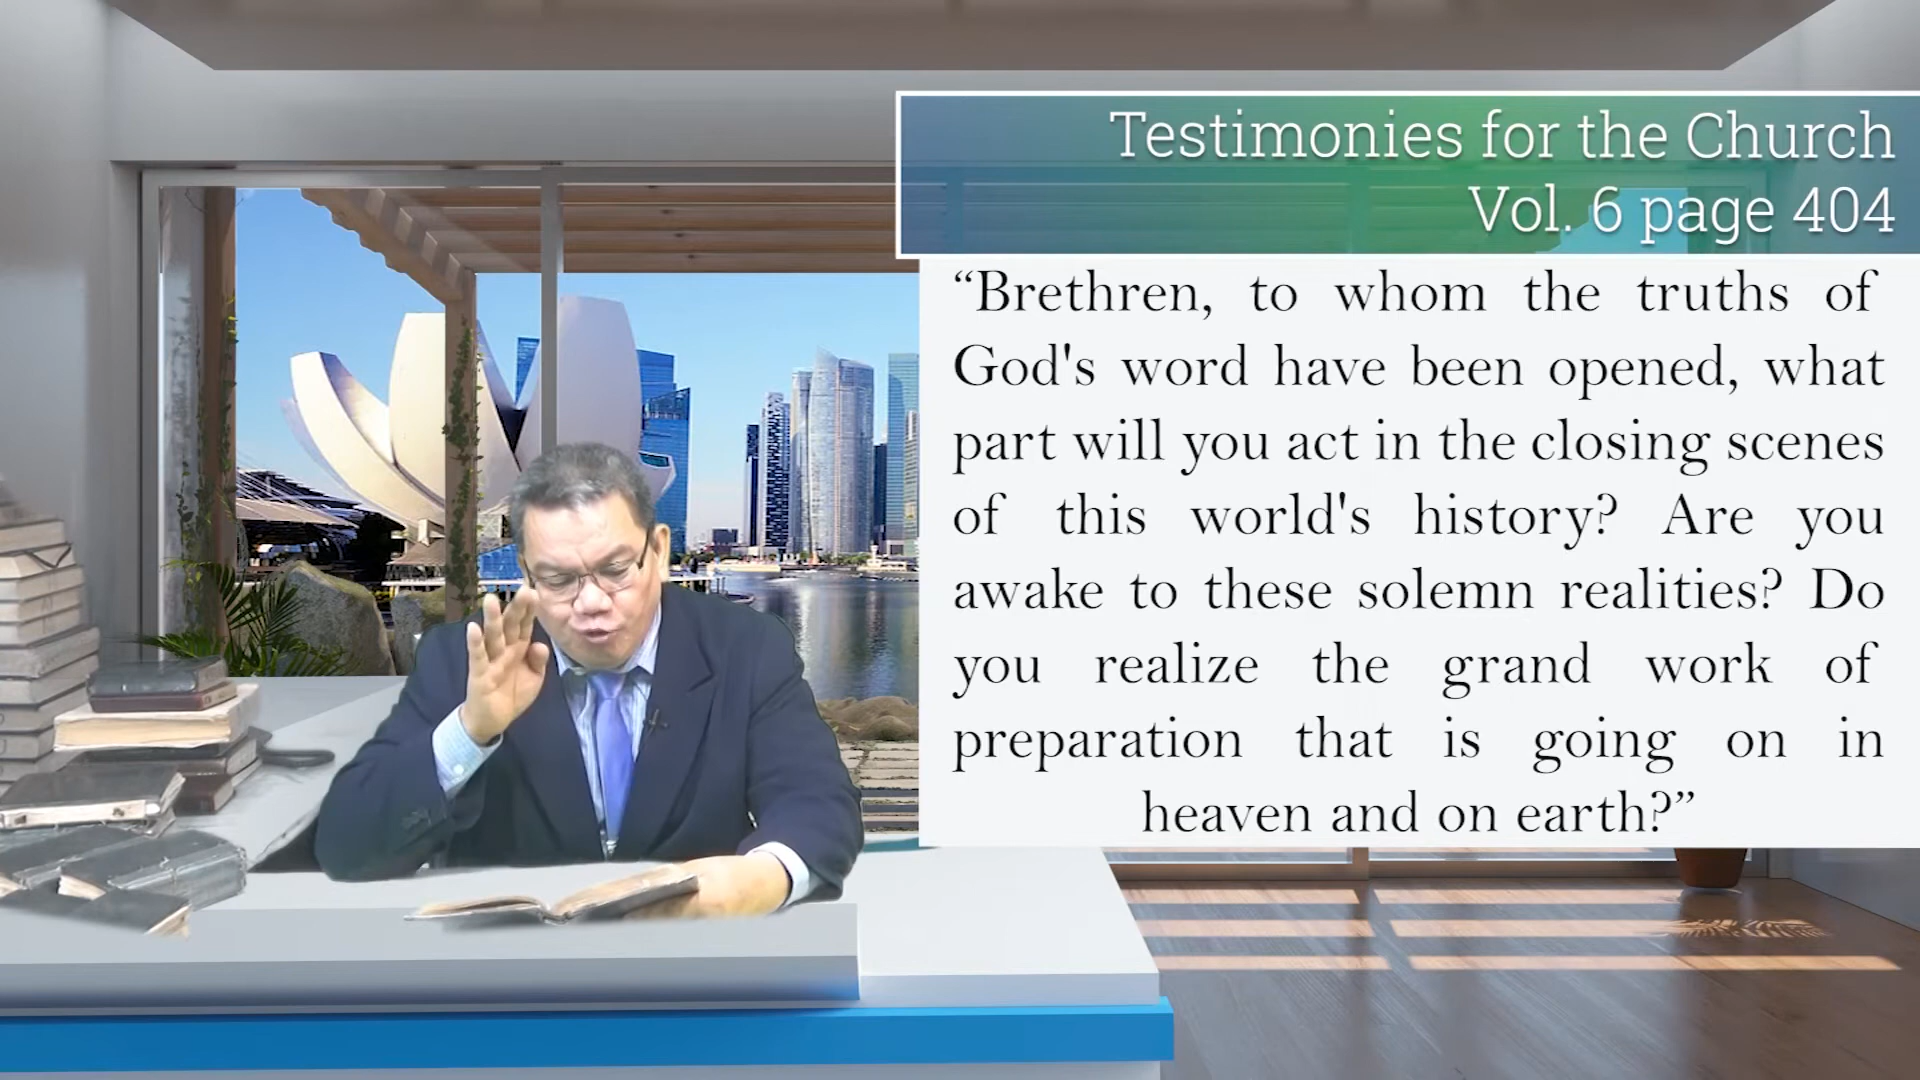 Testimonies for the Church
Vol. 6 page 404
“Brethren, to whom the truths of
God's word have been opened, what
part will you act in the closing scenes
of this world's history? Are you
awake to these solemn realities? Do
you realize the grand work of
preparation that is going on in
heaven and on earth?”